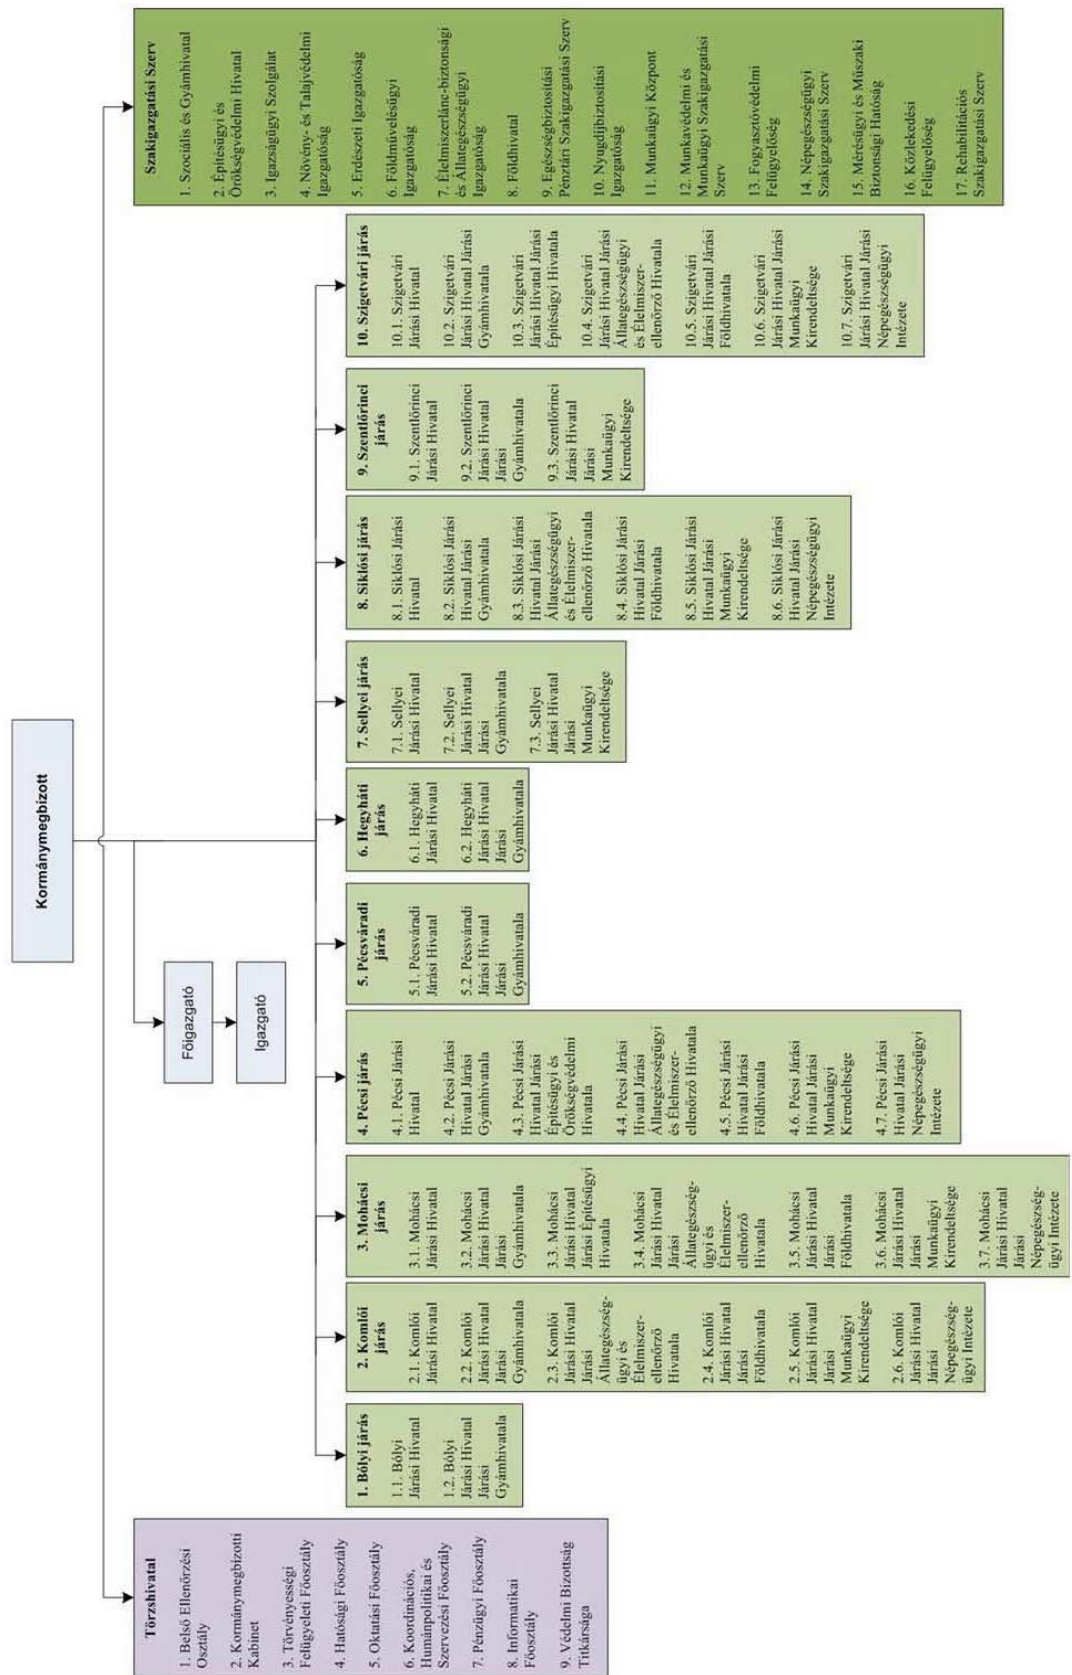 Kormánymegbízott
Főigazgató
Igazgató
Törzshivatal
1. Belső Ellenőrzési
Osztály
2. Kormánymegbízotti
Kabinet
3. Törvényességi
Felügyeleti Főosztály
4. Hatósági Főosztály
5. Oktatási Főosztály
6. Koordinációs,
Humánpolitikai és
Szervezési Főosztály
7. Pénzügyi Főosztály
8. Informatikai
Főosztály
9. Védelmi Bizottság
Titkársága
1. Bólyi járás
1.1. Bólyi
Járási Hivatal
1.2. Bólyi
Járási Hivatal
Járási
Gyámhivatala
2. Komlói
járás
2.1. Komlói
Járási Hivatal
2.2. Komlói
Járási Hivatal
Járási
Gyámhivatala
2.3. Komlói
Járási Hivatal
Járási
Állategészség-
ügyi és
Élelmiszer-
ellenőrző
Hivatala
2.4. Komlói
Járási Hivatal
Járási
Földhivatala
2.5. Komlói
Járási Hivatal
Járási
Munkaügyi
Kirendeltsége
2.6. Komlói
Járási Hivatal
Járási
Népegészség-
ügyi Intézete
3. Mohácsi
járás
3.1. Mohácsi
Járási Hivatal
3.2. Mohácsi
Járási Hivatal
Járási
Gyámhivatala
3.3. Mohácsi
Járási Hivatal
Járási Építésügyi
Hivatala
3.4. Mohácsi
Járási Hivatal
Járási
Állategészség-
ügyi és
Élelmiszer-
ellenőrző
Hivatala
3.5. Mohácsi
Járási Hivatal
Járási
Földhivatala
3.6. Mohácsi
Járási Hivatal
Járási
Munkaügyi
Kirendeltsége
3.7. Mohácsi
Járási Hivatal
Járási
Népegészség-
ügyi Intézete
4. Pécsi járás
4.1. Pécsi Járási
Hivatal
4.2. Pécsi Járási
Hivatal Járási
Gyámhivatala
4.3. Pécsi Járási
Hivatal Járási
Építésügyi és
Örökségvédelmi
Hivatala
4.4. Pécsi Járási
Hivatal Járási
Állategészségügyi
és Élelmiszer-
ellenőrző Hivatala
4.5. Pécsi Járási
Hivatal Járási
Földhivatala
4.6. Pécsi Járási
Hivatal Járási
Munkaügyi
Kirendeltsége
4.7. Pécsi Járási
Hivatal Járási
Népegészségügyi
Intézete
5. Pécsváradi
járás
5.1. Pécsváradi
Járási Hivatal
5.2. Pécsváradi
Járási Hivatal
Járási
Gyámhivatala
6. Hegyháti
járás
6.1. Hegyháti
Járási Hivatal
6.2. Hegyháti
Járási Hivatal
Járási
Gyámhivatala
7. Sellyei járás
7.1. Sellyei
Járási Hivatal
7.2. Sellyei
Járási Hivatal
Járási
Gyámhivatala
7.3. Sellyei
Járási Hivatal
Járási
Munkaügyi
Kirendeltsége
8. Siklósi járás
8.1. Siklósi Járási
Hivatal
8.2. Siklósi Járási
Hivatal Járási
Gyámhivatala
8.3. Siklósi Járási
Hivatal Járási
Állategészségügyi
és Élelmiszer-
ellenőrző Hivatala
8.4. Siklósi Járási
Hivatal Járási
Földhivatala
8.5. Siklósi Járási
Hivatal Járási
Munkaügyi
Kirendeltsége
8.6. Siklósi Járási
Hivatal Járási
Népegészségügyi
Intézete
9. Szentlőrinci
járás
9.1. Szentlőrinci
Járási Hivatal
9.2. Szentlőrinci
Járási Hivatal
Járási
Gyámhivatala
9.3. Szentlőrinci
Járási Hivatal
Járási
Munkaügyi
Kirendeltsége
10. Szigetvári járás
10.1. Szigetvári
Járási Hivatal
10.2. Szigetvári
Járási Hivatal Járási
Gyámhivatala
10.3. Szigetvári
Járási Hivatal Járási
Építésügyi Hivatala
10.4. Szigetvári
Járási Hivatal Járási
Állategészségügyi
és Élelmiszer-
ellenőrző Hivatala
10.5. Szigetvári
Járási Hivatal Járási
Földhivatala
10.6. Szigetvári
Járási Hivatal Járási
Munkaügyi
Kirendeltsége
10.7. Szigetvári
Járási Hivatal Járási
Népegészségügyi
Intézete
Szakigazgatási Szerv
1. Szociális és Gyámhivatal
2. Építésügyi és
Örökségvédelmi Hivatal
3. Igazságügyi Szolgálat
4. Növény- és Talajvédelmi
Igazgatóság
5. Erdészeti Igazgatóság
6. Földművelésügyi
Igazgatóság
7. Élelmiszerlánc-biztonsági
és Állategészségügyi
Igazgatóság
8. Földhivatal
9. Egészségbiztosítási
Pénztári Szakigazgatási Szerv
10. Nyugdíjbiztosítási
Igazgatóság
11. Munkaügyi Központ
12. Munkavédelmi és
Munkaügyi Szakigazgatási
Szerv
13. Fogyasztóvédelmi
Felügyelőség
14. Népegészségügyi
Szakigazgatási Szerv
15. Mérésügyi és Műszaki
Biztonsági Hatóság
16. Közlekedési
Felügyelőség
17. Rehabilitációs
Szakigazgatási Szerv